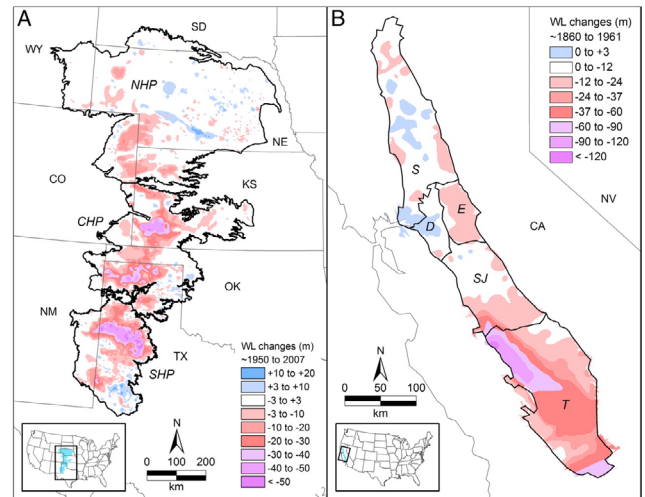 A
SD
WY
NHP
NE
CO
KS
CHP
OK
NM
TX
SHP
WL changes (m)
~1950 to 2007
+10 to +20
+3 to +10
-3 to +3
-3 to -10
-10 to -20
-20 to -30
-30 to -40
-40 to -50
< -50
N
0 100 200
km
B
WL changes (m)
~1860 to 1961
0 to +3
0 to -12
-12 to -24
-24 to -37
-37 to -60
-60 to -90
-90 to -120
< -120
NV
CA
S
E
D
SJ
T
N
0 50 100
km